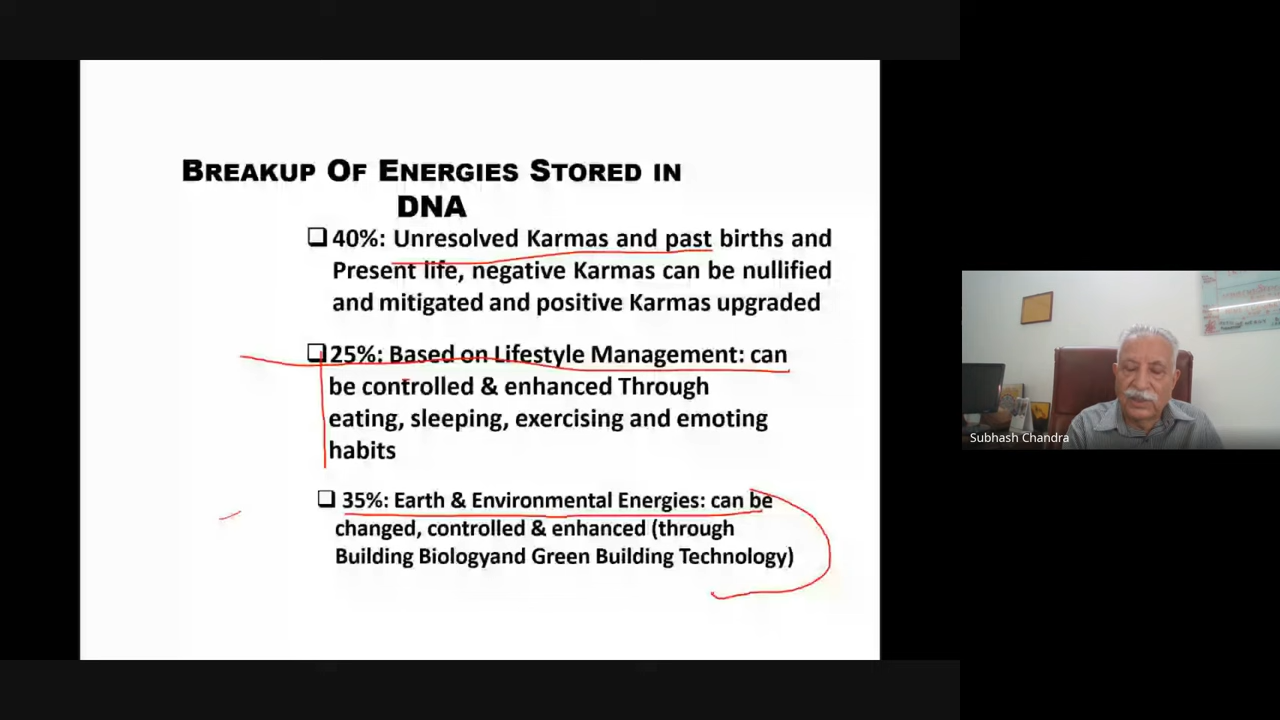 BREAKUP OF ENERGIES STORED IN
DNA
40%: Unresolved Karmas and past births and
Present life, negative Karmas can be nullified
and mitigated and positive Karmas upgraded
25%: Based on Lifestyle Management: can
be controlled & enhanced Through
eating, sleeping, exercising and emoting
habits
35%: Earth & Environmental Energies: can be
changed, controlled & enhanced (through
Building Biologyand Green Building Technology)
Subhash Chandra